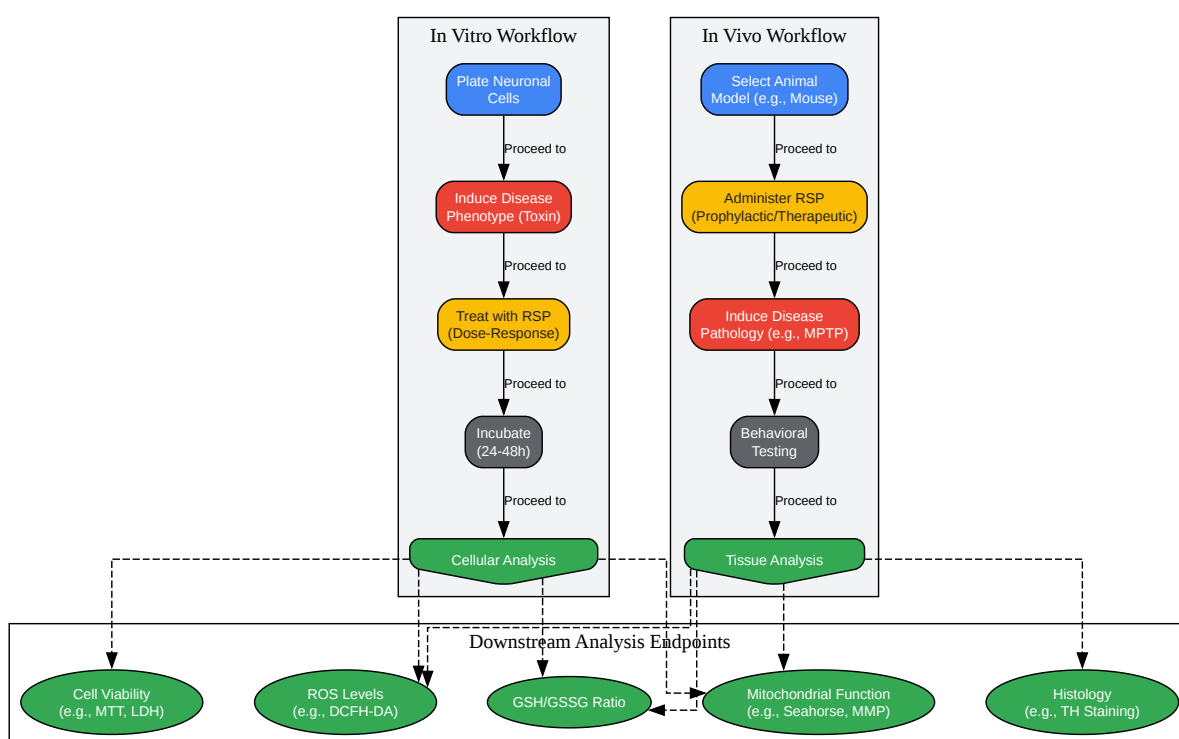 In Vitro Workflow
Plate Neuronal
Cells
Proceed to
Induce Disease
Phenotype (Toxin)
Proceed to
Treat with RSP
(Dose-Response)
Proceed to
Incubate
(24-48h)
Proceed to
Cellular Analysis
In Vivo Workflow
Select Animal
Model (e.g., Mouse)
Proceed to
Administer RSP
(Prophylactic/Therapeutic)
Proceed to
Induce Disease
Pathology (e.g., MPTP)
Proceed to
Behavioral
Testing
Proceed to
Tissue Analysis
Downstream Analysis Endpoints
Cell Viability
(e.g., MTT, LDH)
ROS Levels
(e.g., DCFH-DA)
GSH/GSSG Ratio
Mitochondrial Function
(e.g., Seahorse, MMP)
Histology
(e.g., TH Staining)